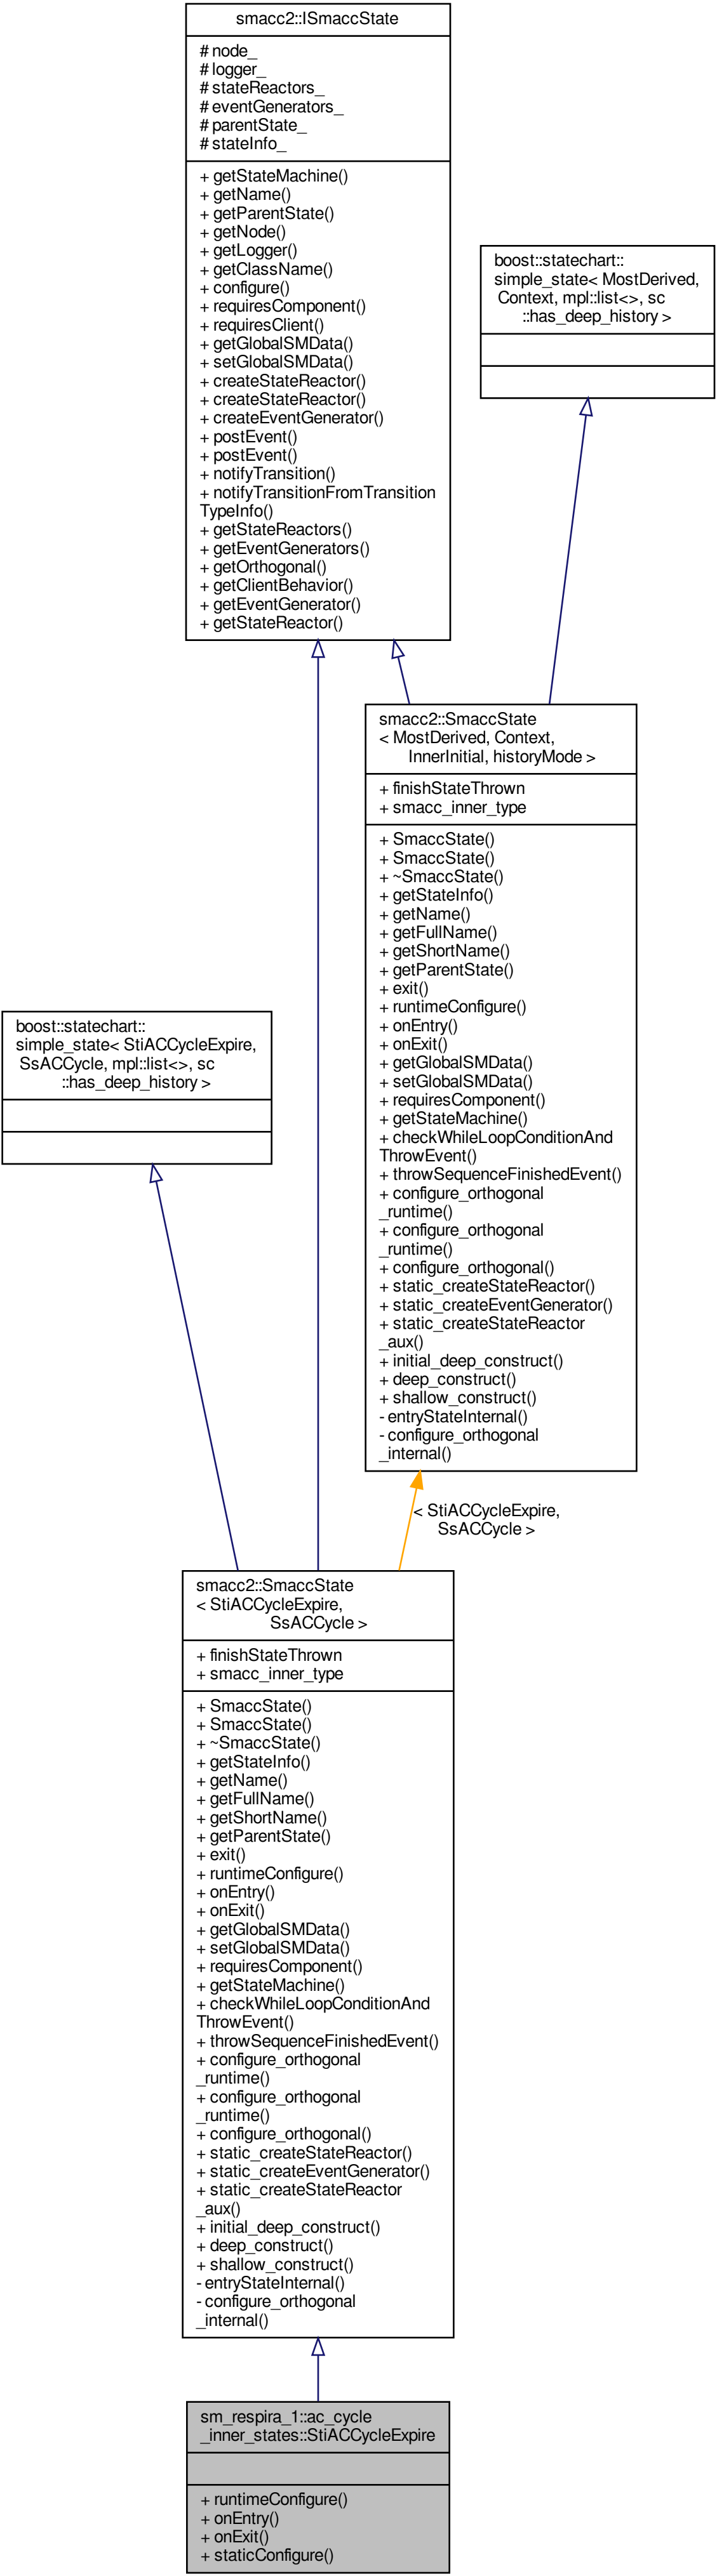 smacc2::ISmaccState
# node_
# logger_
# stateReactors_
# eventGenerators_
# parentState_
# stateInfo_
+ getStateMachine()
+ getName()
+ getParentState()
+ getNode()
+ getLogger()
+ getClassName()
+ configure()
+ requiresComponent()
+ requiresClient()
+ getGlobalSMData()
+ setGlobalSMData()
+ createStateReactor()
+ createStateReactor()
+ createEventGenerator()
+ postEvent()
+ postEvent()
+ notifyTransition()
+ notifyTransitionFromTransition
TypeInfo()
+ getStateReactors()
+ getEventGenerators()
+ getOrthogonal()
+ getClientBehavior()
+ getEventGenerator()
+ getStateReactor()
boost::statechart::
simple_state< MostDerived,
Context, mpl::list<>, sc
::has_deep_history >
smacc2::SmaccState
< MostDerived, Context,
InnerInitial, historyMode >
+ finishStateThrown
+ smacc_inner_type
+ SmaccState()
+ SmaccState()
+ ~SmaccState()
+ getStateInfo()
+ getName()
+ getFullName()
+ getShortName()
+ getParentState()
+ exit()
+ runtimeConfigure()
+ onEntry()
+ onExit()
+ getGlobalSMData()
+ setGlobalSMData()
+ requiresComponent()
+ getStateMachine()
+ checkWhileLoopConditionAnd
ThrowEvent()
+ throwSequenceFinishedEvent()
+ configure_orthogonal
_runtime()
+ configure_orthogonal
_runtime()
+ configure_orthogonal()
+ static_createStateReactor()
+ static_createEventGenerator()
+ static_createStateReactor
_aux()
+ initial_deep_construct()
+ deep_construct()
+ shallow_construct()
- entryStateInternal()
- configure_orthogonal
_internal()
boost::statechart::
simple_state< StiACCycleExpire,
SsACCycle, mpl::list<>, sc
::has_deep_history >
< StiACCycleExpire,
SsACCycle >
smacc2::SmaccState
< StiACCycleExpire,
SsACCycle >
+ finishStateThrown
+ smacc_inner_type
+ SmaccState()
+ SmaccState()
+ ~SmaccState()
+ getStateInfo()
+ getName()
+ getFullName()
+ getShortName()
+ getParentState()
+ exit()
+ runtimeConfigure()
+ onEntry()
+ onExit()
+ getGlobalSMData()
+ setGlobalSMData()
+ requiresComponent()
+ getStateMachine()
+ checkWhileLoopConditionAnd
ThrowEvent()
+ throwSequenceFinishedEvent()
+ configure_orthogonal
_runtime()
+ configure_orthogonal
_runtime()
+ configure_orthogonal()
+ static_createStateReactor()
+ static_createEventGenerator()
+ static_createStateReactor
_aux()
+ initial_deep_construct()
+ deep_construct()
+ shallow_construct()
- entryStateInternal()
- configure_orthogonal
_internal()
sm_respira_1::ac_cycle
_inner_states::StiACCycleExpire
+ runtimeConfigure()
+ onEntry()
+ onExit()
+ staticConfigure()